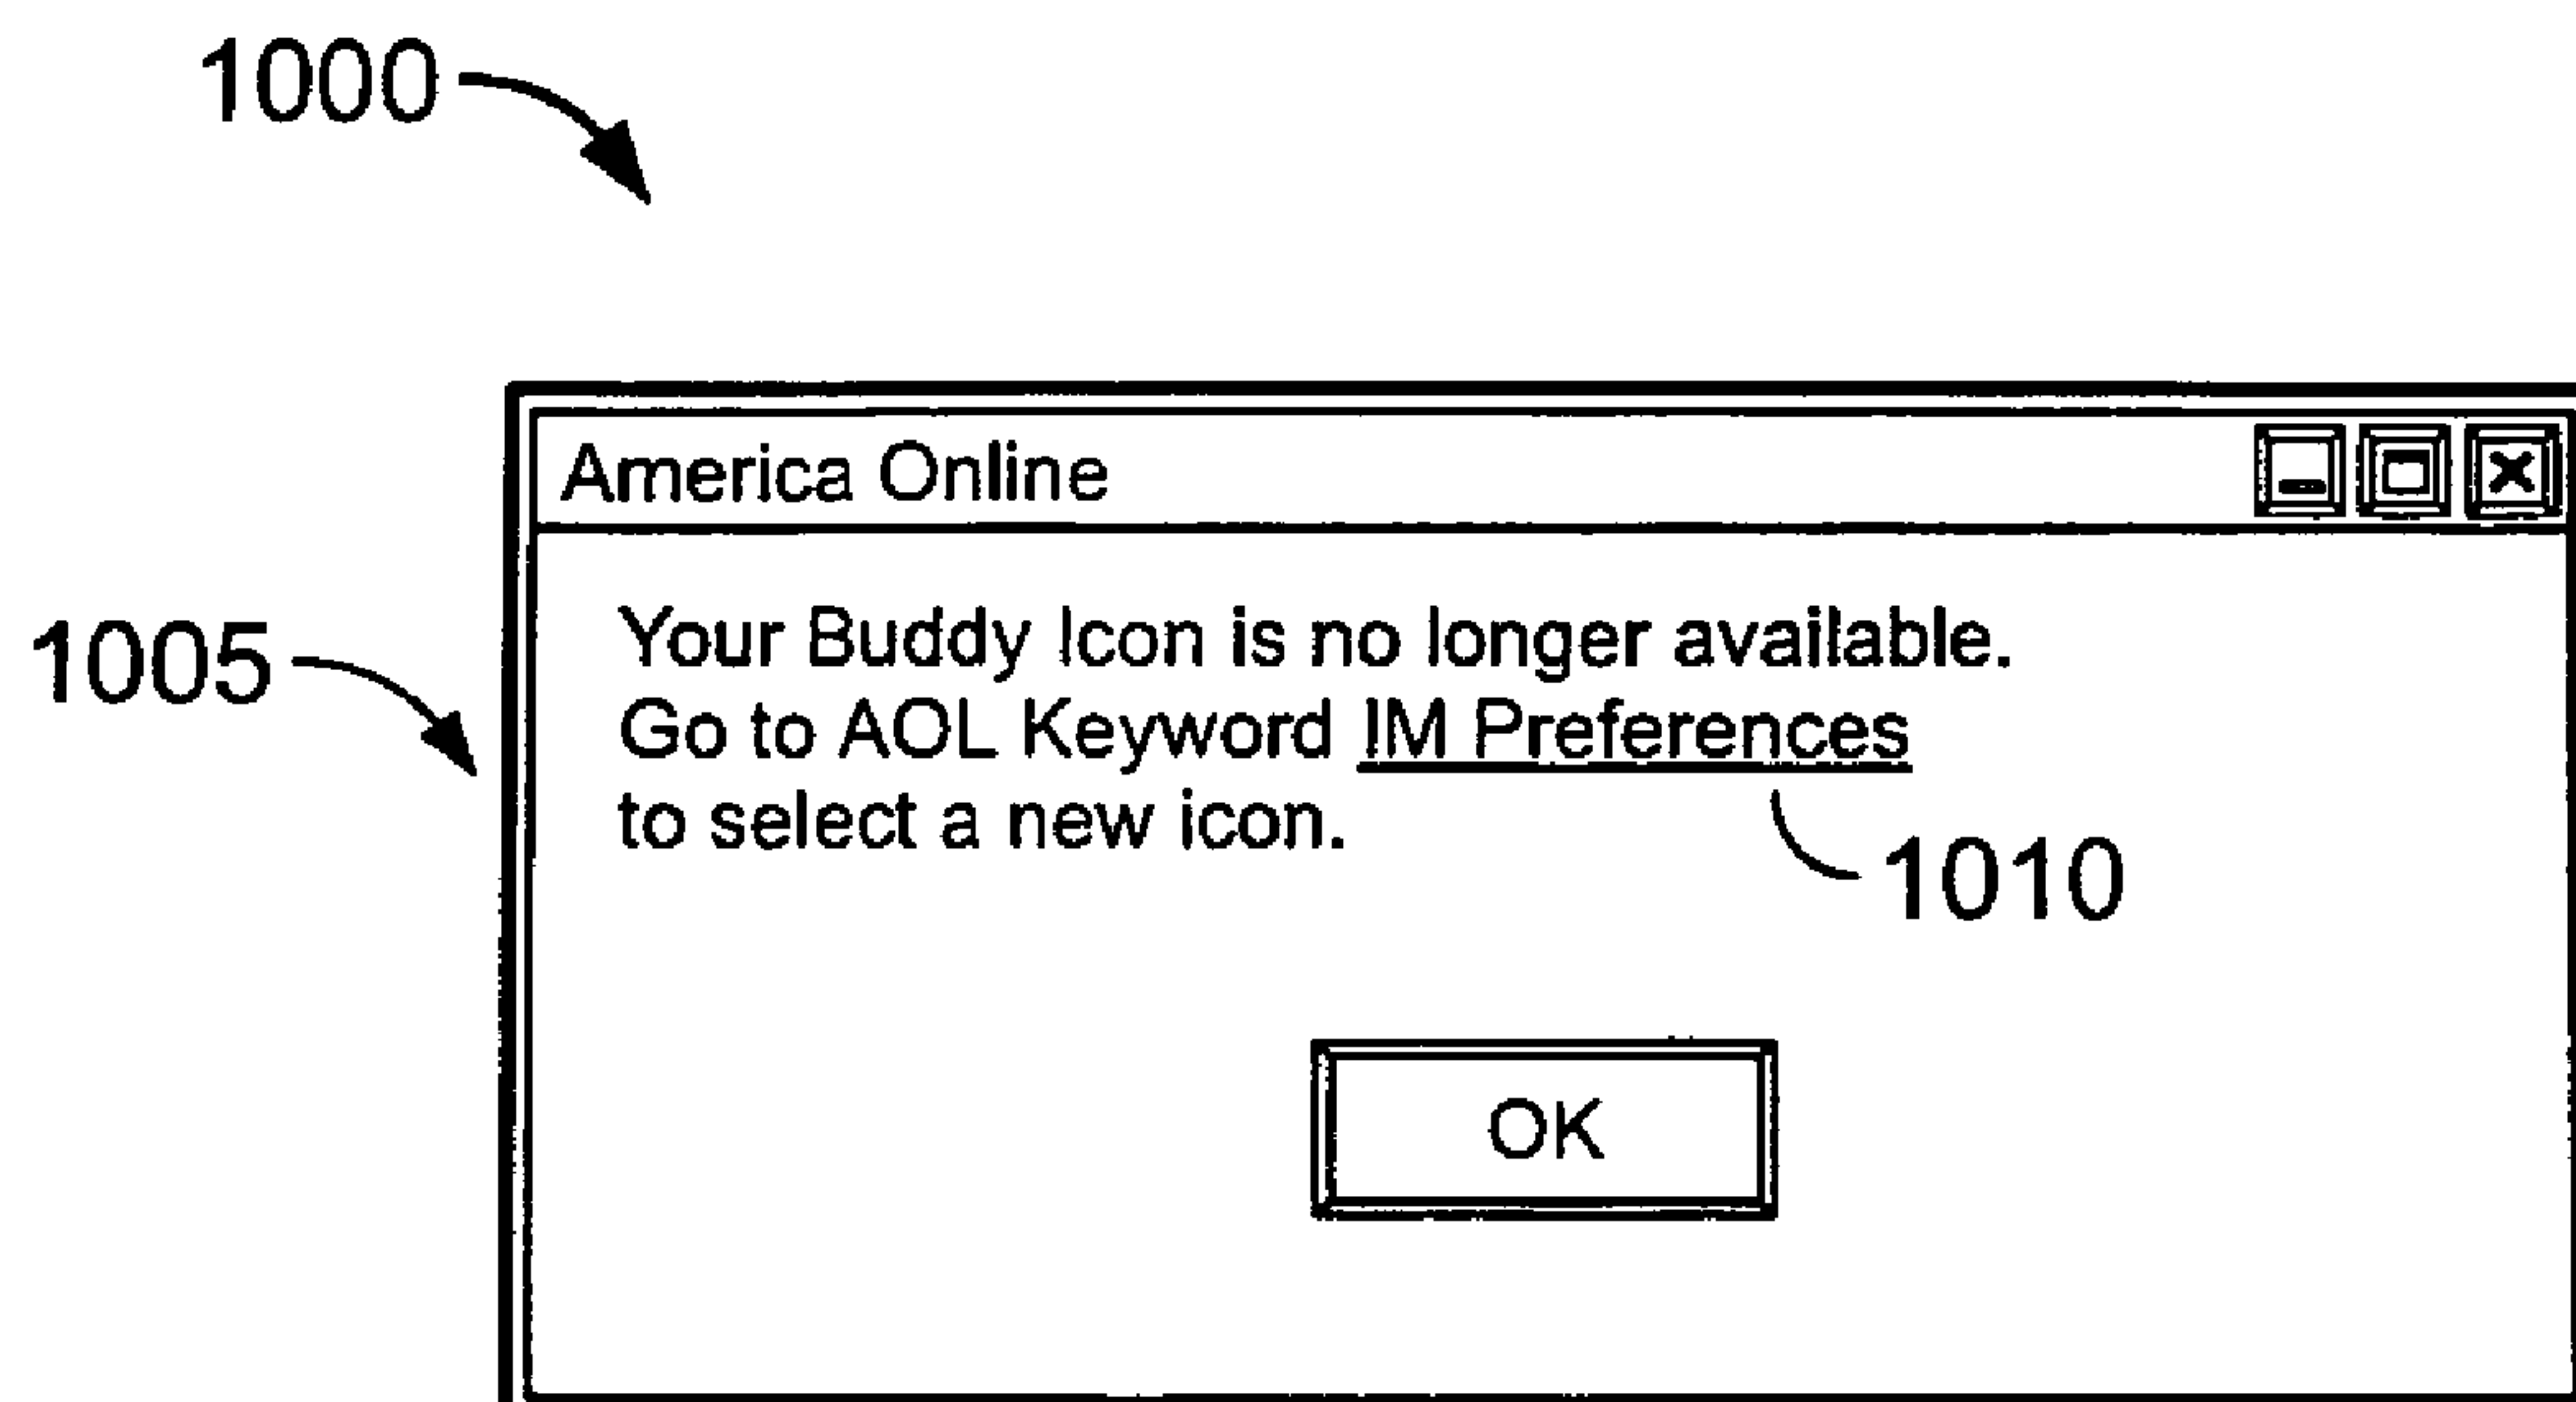 1000
America Online
1005
Your Buddy Icon is no longer available.
Go to AOL Keyword IM Preferences
to select a new icon.
1010
OK